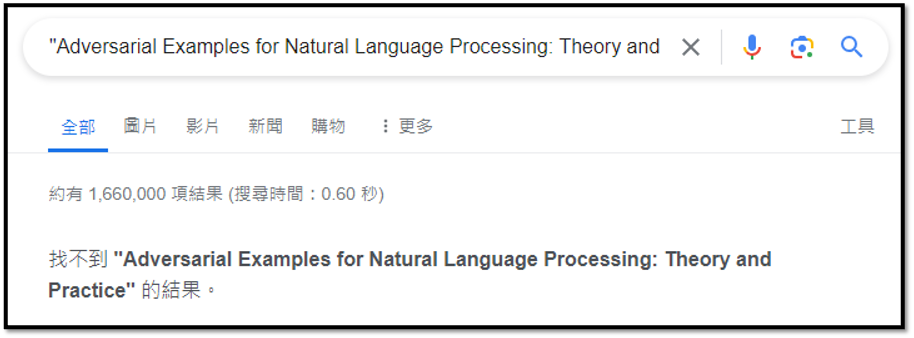 "Adversarial Examples for Natural Language Processing: Theory and
全部 圖片 影片 新聞 購物 更多 工具
約有 1,660,000 項結果 (搜尋時間：0.60 秒)
找不到 "Adversarial Examples for Natural Language Processing: Theory and
Practice" 的結果。